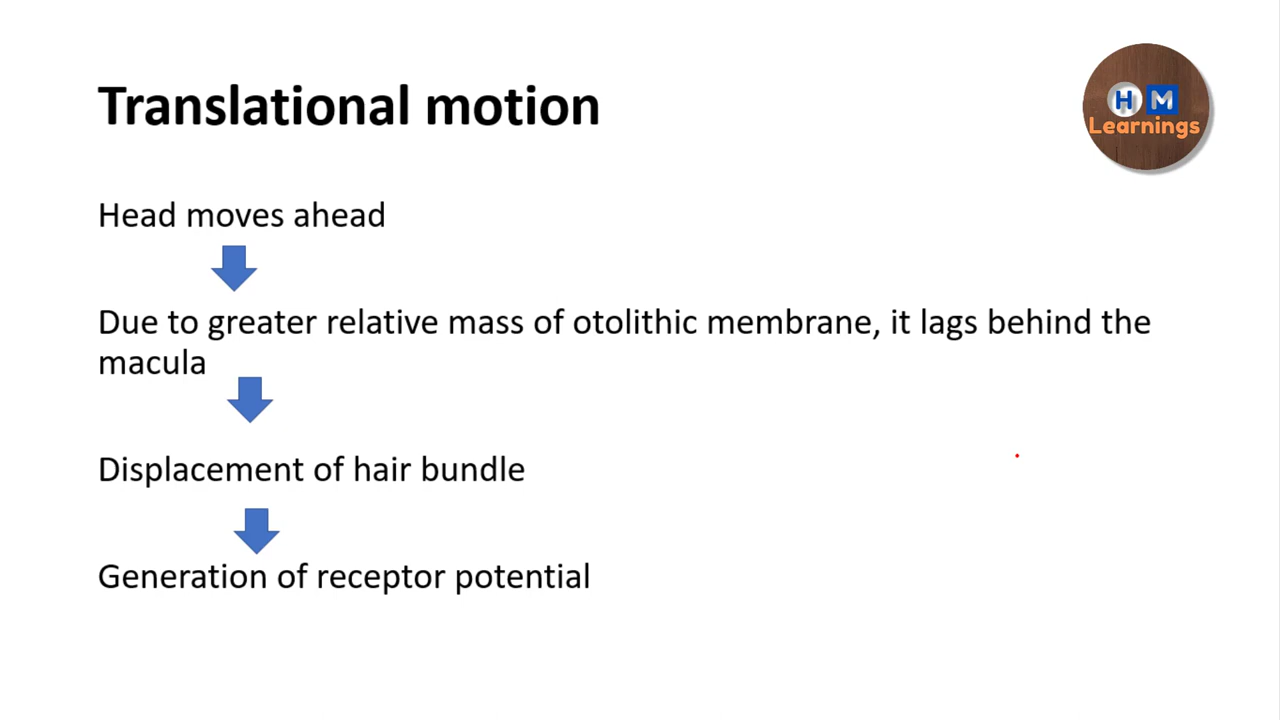 Translational motion
H M
Learnings
Head moves ahead
Due to greater relative mass of otolithic membrane, it lags behind the
macula
Displacement of hair bundle
Generation of receptor potential